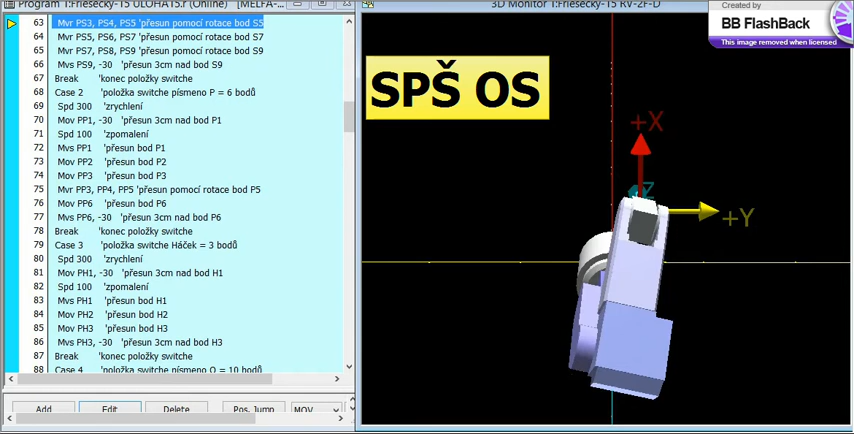 Program T:Friesecky-T5 ULOHAT5.r (Online) (MELFA-...
63 Mvr PS3, PS4, PS5 'přesun pomocí rotace bod S5
64 Mvr PS5, PS6, PS7 'přesun pomocí rotace bod S7
65 Mvr PS7, PS8, PS9 'přesun pomocí rotace bod S9
66 Mvs PS9, -30 'přesun 3cm nad bod S9
67 Break 'konec položky switche
68 Case 2 'položka switche písmeno P = 6 bodů
69 Spd 300 'zrychlení
70 Mov PP1, -30 'přesun 3cm nad bod P1
71 Spd 100 'zpomalení
72 Mvs PP1 'přesun bod P1
73 Mov PP2 'přesun bod P2
74 Mov PP3 'přesun bod P3
75 Mvr PP3, PP4, PP5 'přesun pomocí rotace bod P5
76 Mov PP6 'přesun bod P6
77 Mvs PP6, -30 'přesun 3cm nad bod P6
78 Break 'konec položky switche
79 Case 3 'položka switche Háček = 3 bodů
80 Spd 300 'zrychlení
81 Mov PH1, -30 'přesun 3cm nad bod H1
82 Spd 100 'zpomalení
83 Mvs PH1 'přesun bod H1
84 Mov PH2 'přesun bod H2
85 Mov PH3 'přesun bod H3
86 Mvs PH3, -30 'přesun 3cm nad bod H3
87 Break 'konec položky switche
88 Case 4 'položka switche písmeno O = 10 bodů
Add Edit Delete Pos. Jump MOV
3D Monitor T:Friesecky-T5 RV-2F-D
Created by
BB FlashBack
This image removed when licensed
SPŠ OS
+X
Z
+Y